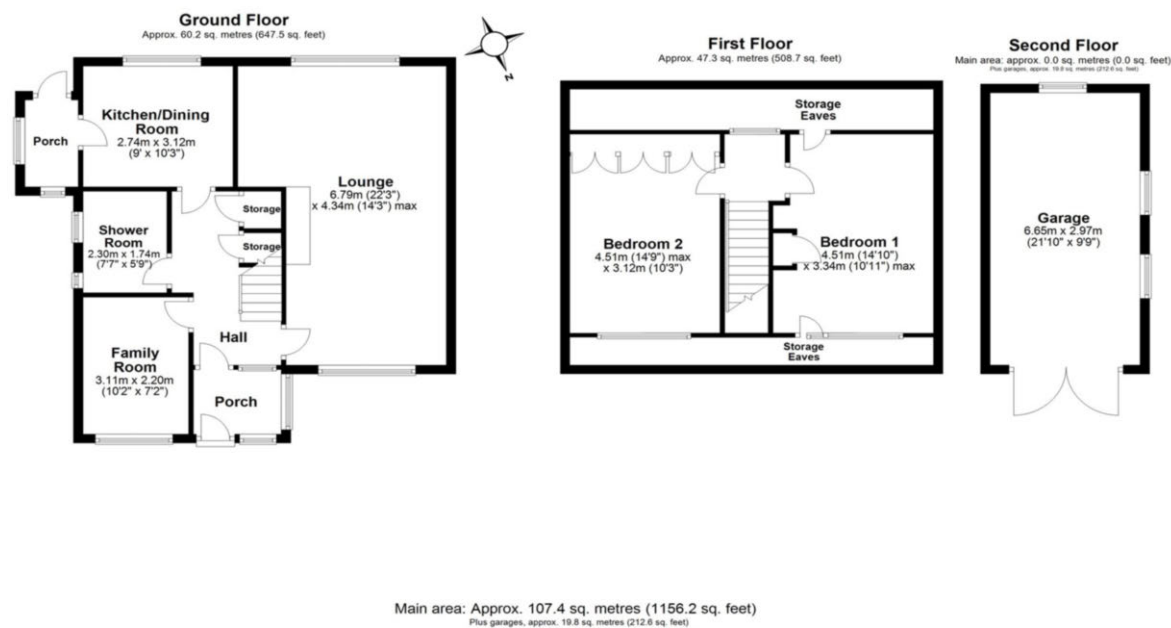 Ground Floor
Approx. 60.2 sq. metres (647.5 sq. feet)
N
Kitchen/Dining
Room
2.74m x 3.12m
(9' x 10'3")
Porch
Lounge
6.79m (22'3")
x 4.34m (14'3") max
Storage
Storage
Shower
Room
2.30m x 1.74m
(7'7" x 5'9")
Hall
Family
Room
3.11m x 2.20m
(10'2" x 7'2")
Porch
First Floor
Approx. 47.3 sq. metres (508.7 sq. feet)
Storage
Eaves
Bedroom 2
4.51m (14'9") max
x 3.12m (10'3")
Bedroom 1
4.51m (14'10")
x 3.34m (10'11") max
Storage
Eaves
Second Floor
Main area: approx. 0.0 sq. metres (0.0 sq. feet)
Plus garages, approx. 19.8 sq. metres (212.6 sq. feet)
Garage
6.65m x 2.97m
(21'10" x 9'9")
Main area: Approx. 107.4 sq. metres (1156.2 sq. feet)
Plus garages, approx. 19.8 sq. metres (212.6 sq. feet)